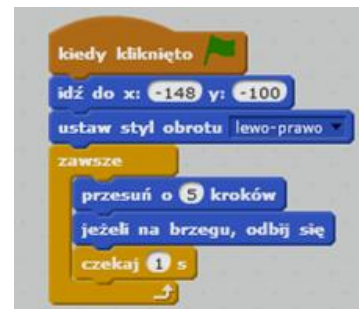 kiedy kliknięto
idź do x: -148 y: -100
ustaw styl obrotu lewo-prawo
zawsze
przesuń o 5 kroków
jeżeli na brzegu, odbij się
czekaj 1 s